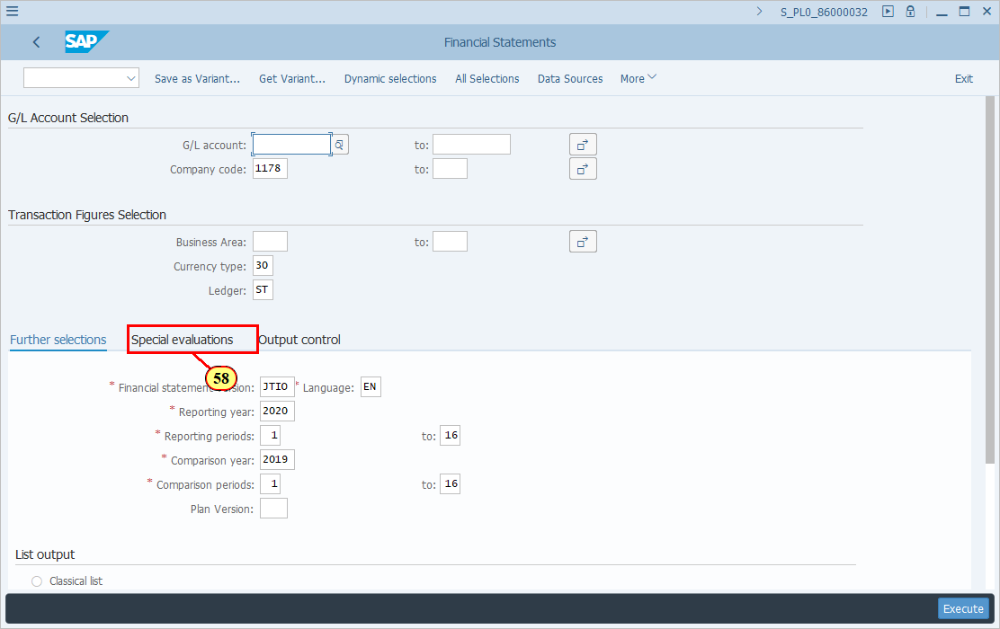 S_PL0_86000032
SAP
Financial Statements
Save as Variant... Get Variant... Dynamic selections All Selections Data Sources More Exit
G/L Account Selection
G/L account: to:
Company code: 1178 to:
Transaction Figures Selection
Business Area: to:
Currency type: 30
Ledger: ST
Further selections Special evaluations Output control
58
* Financial statement sion: JTIO * Language: EN
* Reporting year: 2020
* Reporting periods: 1 to: 16
* Comparison year: 2019
* Comparison periods: 1 to: 16
Plan Version:
List output
Classical list
Execute